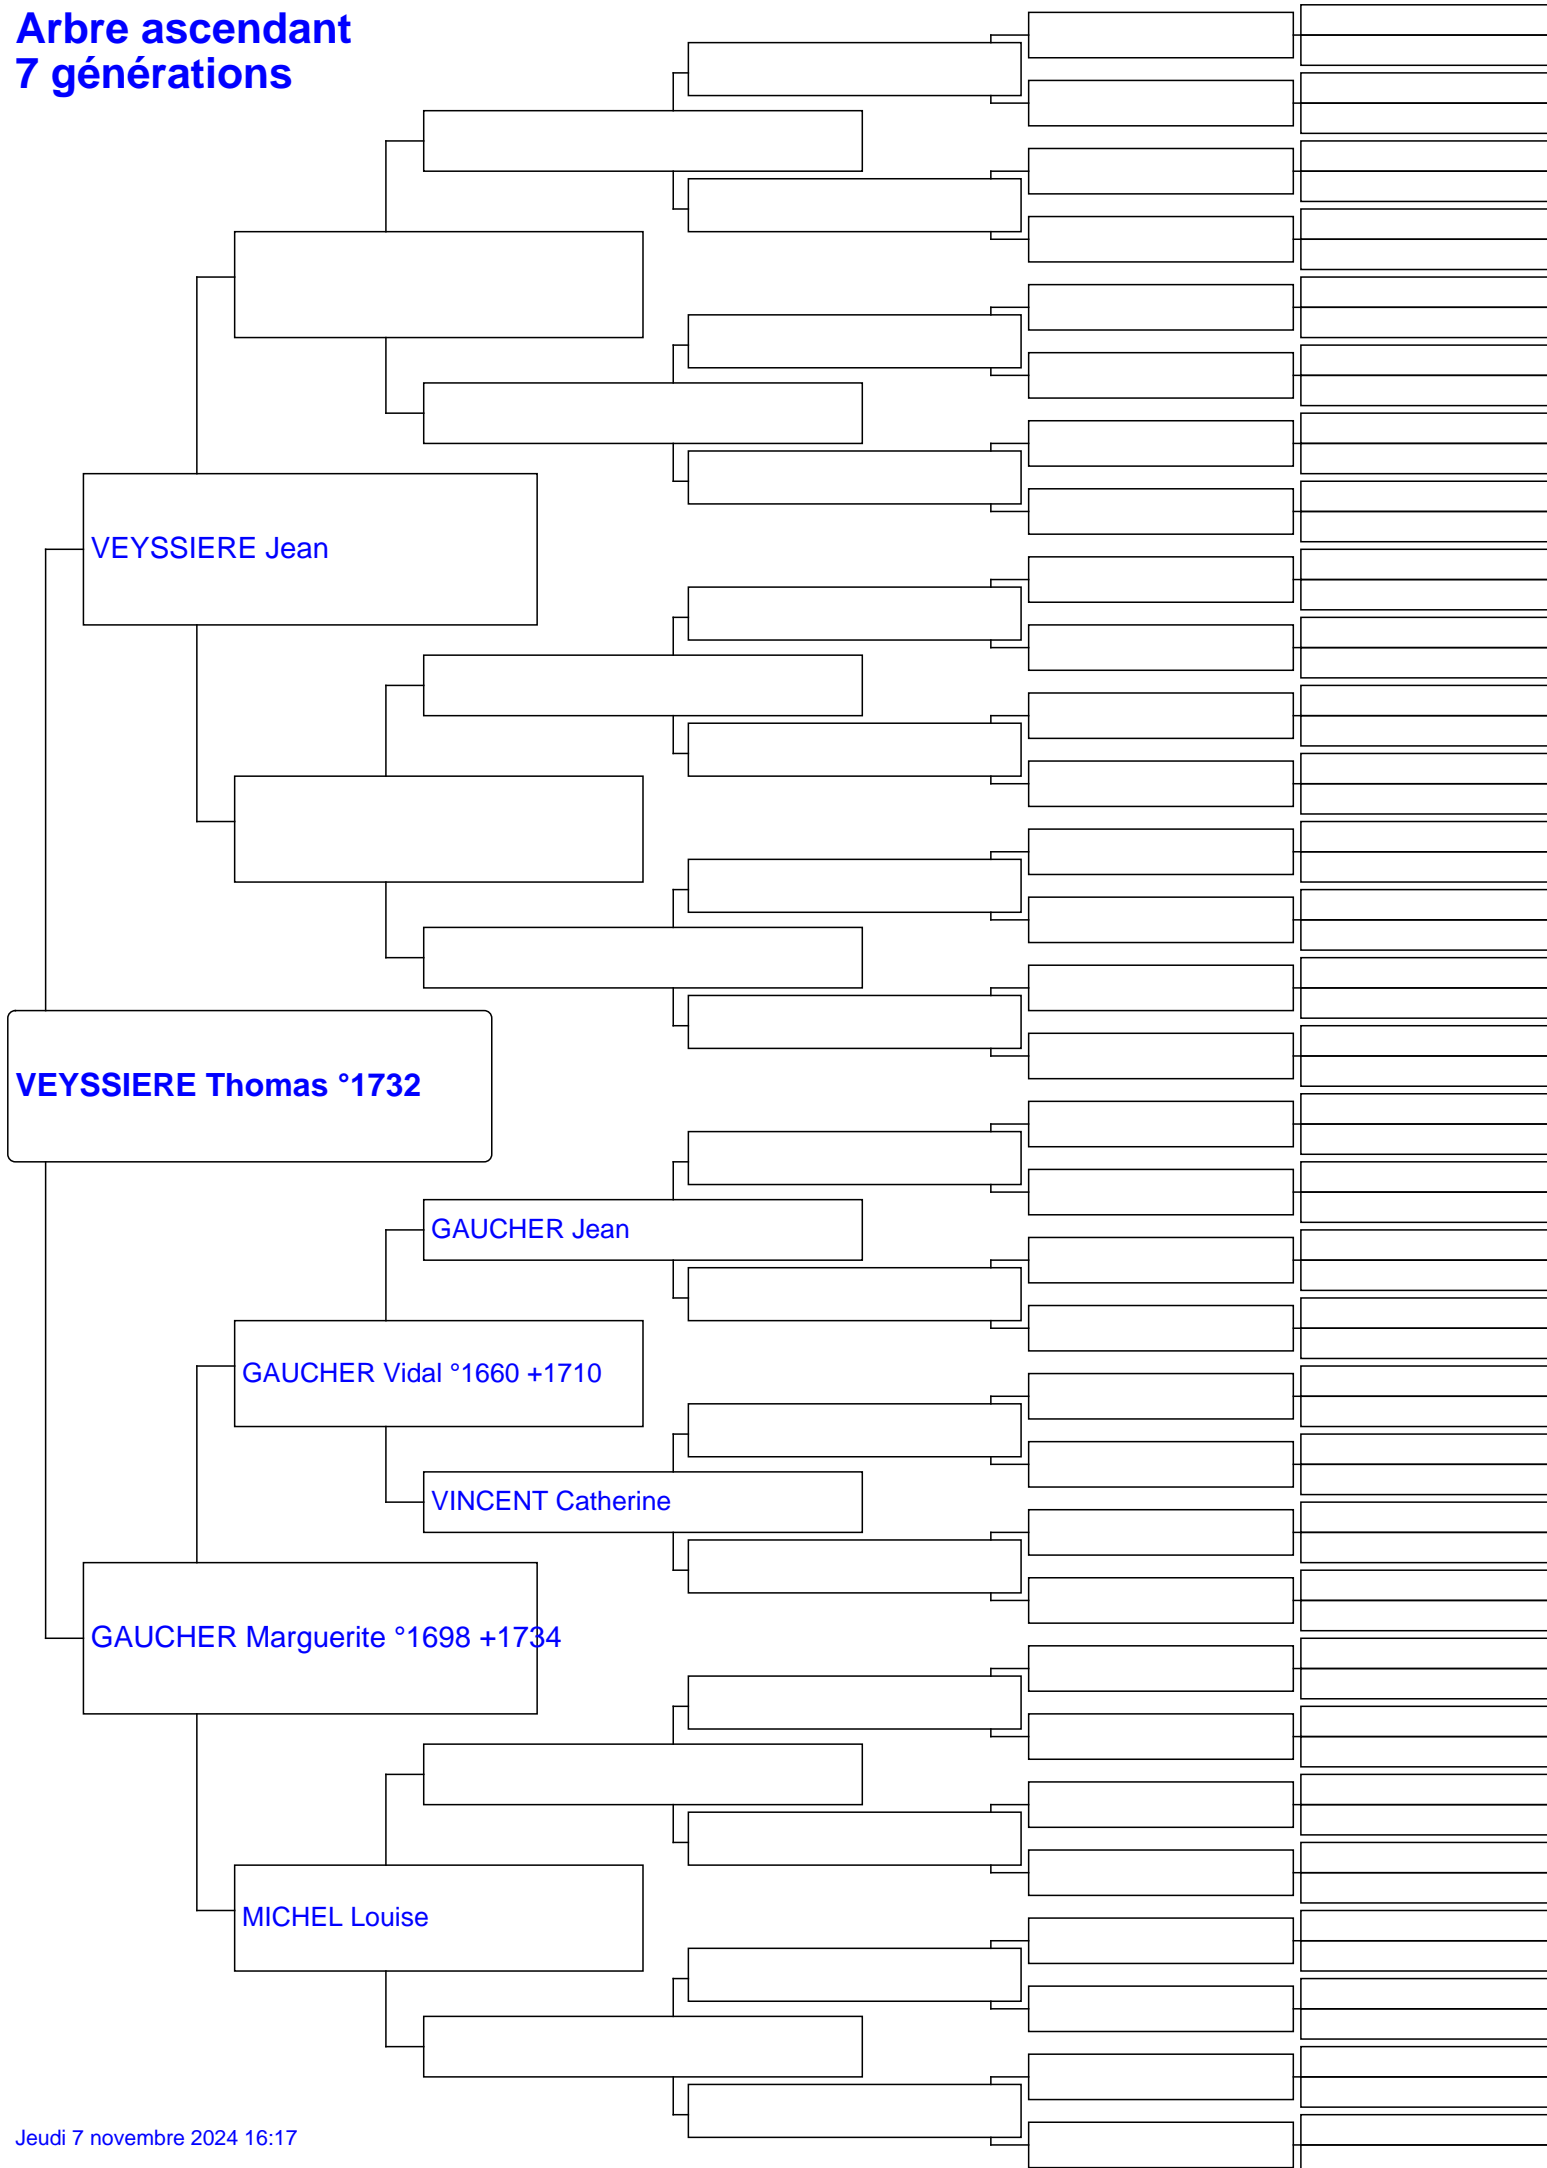 Arbre ascendant
7 générations
VEYSSIERE Jean
VEYSSIERE Thomas °1732
GAUCHER Jean
GAUCHER Vidal °1660 +1710
VINCENT Catherine
GAUCHER Marguerite °1698 +1734
MICHEL Louise
Jeudi 7 novembre 2024 16:17